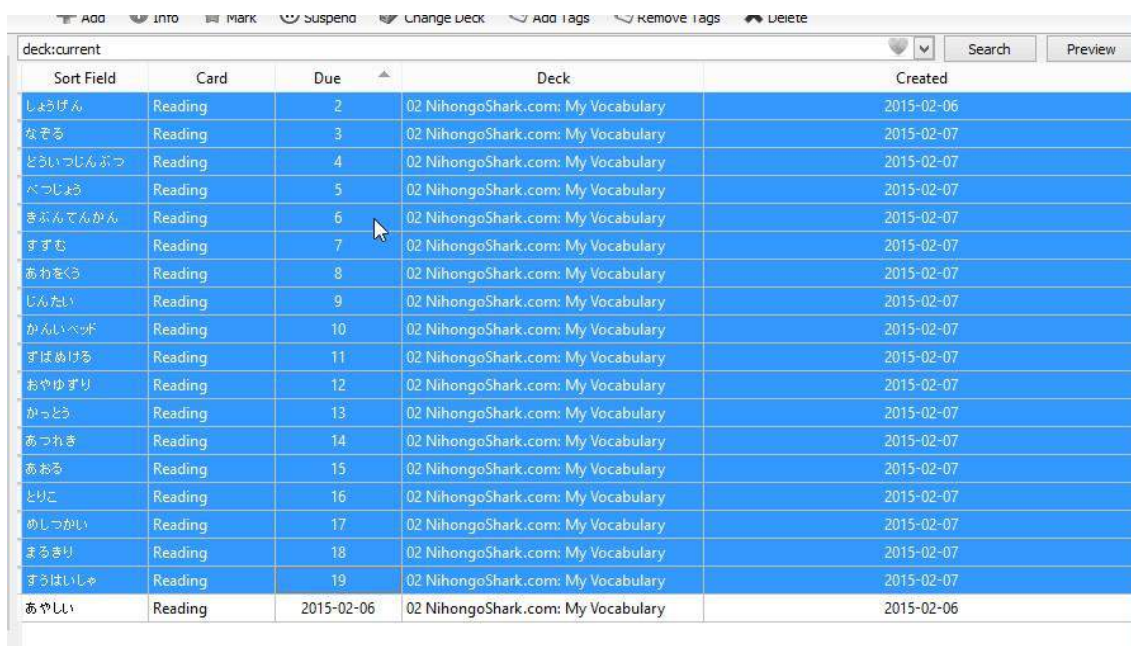 Add Info Mark Suspend Change Deck Add Tags Remove Tags Delete
deck:current Search Preview
Sort Field Card Due Deck Created
しょうげん Reading 2 02 NihongoShark.com: My Vocabulary 2015-02-06
なぞる Reading 3 02 NihongoShark.com: My Vocabulary 2015-02-07
どういつじんぶつ Reading 4 02 NihongoShark.com: My Vocabulary 2015-02-07
べつじょう Reading 5 02 NihongoShark.com: My Vocabulary 2015-02-07
きぶんてんかん Reading 6 02 NihongoShark.com: My Vocabulary 2015-02-07
すずむ Reading 7 02 NihongoShark.com: My Vocabulary 2015-02-07
あわをくう Reading 8 02 NihongoShark.com: My Vocabulary 2015-02-07
じんたい Reading 9 02 NihongoShark.com: My Vocabulary 2015-02-07
かんいベッド Reading 10 02 NihongoShark.com: My Vocabulary 2015-02-07
ずばぬける Reading 11 02 NihongoShark.com: My Vocabulary 2015-02-07
おやゆずり Reading 12 02 NihongoShark.com: My Vocabulary 2015-02-07
かっとう Reading 13 02 NihongoShark.com: My Vocabulary 2015-02-07
あつれき Reading 14 02 NihongoShark.com: My Vocabulary 2015-02-07
あおる Reading 15 02 NihongoShark.com: My Vocabulary 2015-02-07
とりこ Reading 16 02 NihongoShark.com: My Vocabulary 2015-02-07
めしつかい Reading 17 02 NihongoShark.com: My Vocabulary 2015-02-07
まるきり Reading 18 02 NihongoShark.com: My Vocabulary 2015-02-07
すうはいしゃ Reading 19 02 NihongoShark.com: My Vocabulary 2015-02-07
あやしい Reading 2015-02-06 02 NihongoShark.com: My Vocabulary 2015-02-06